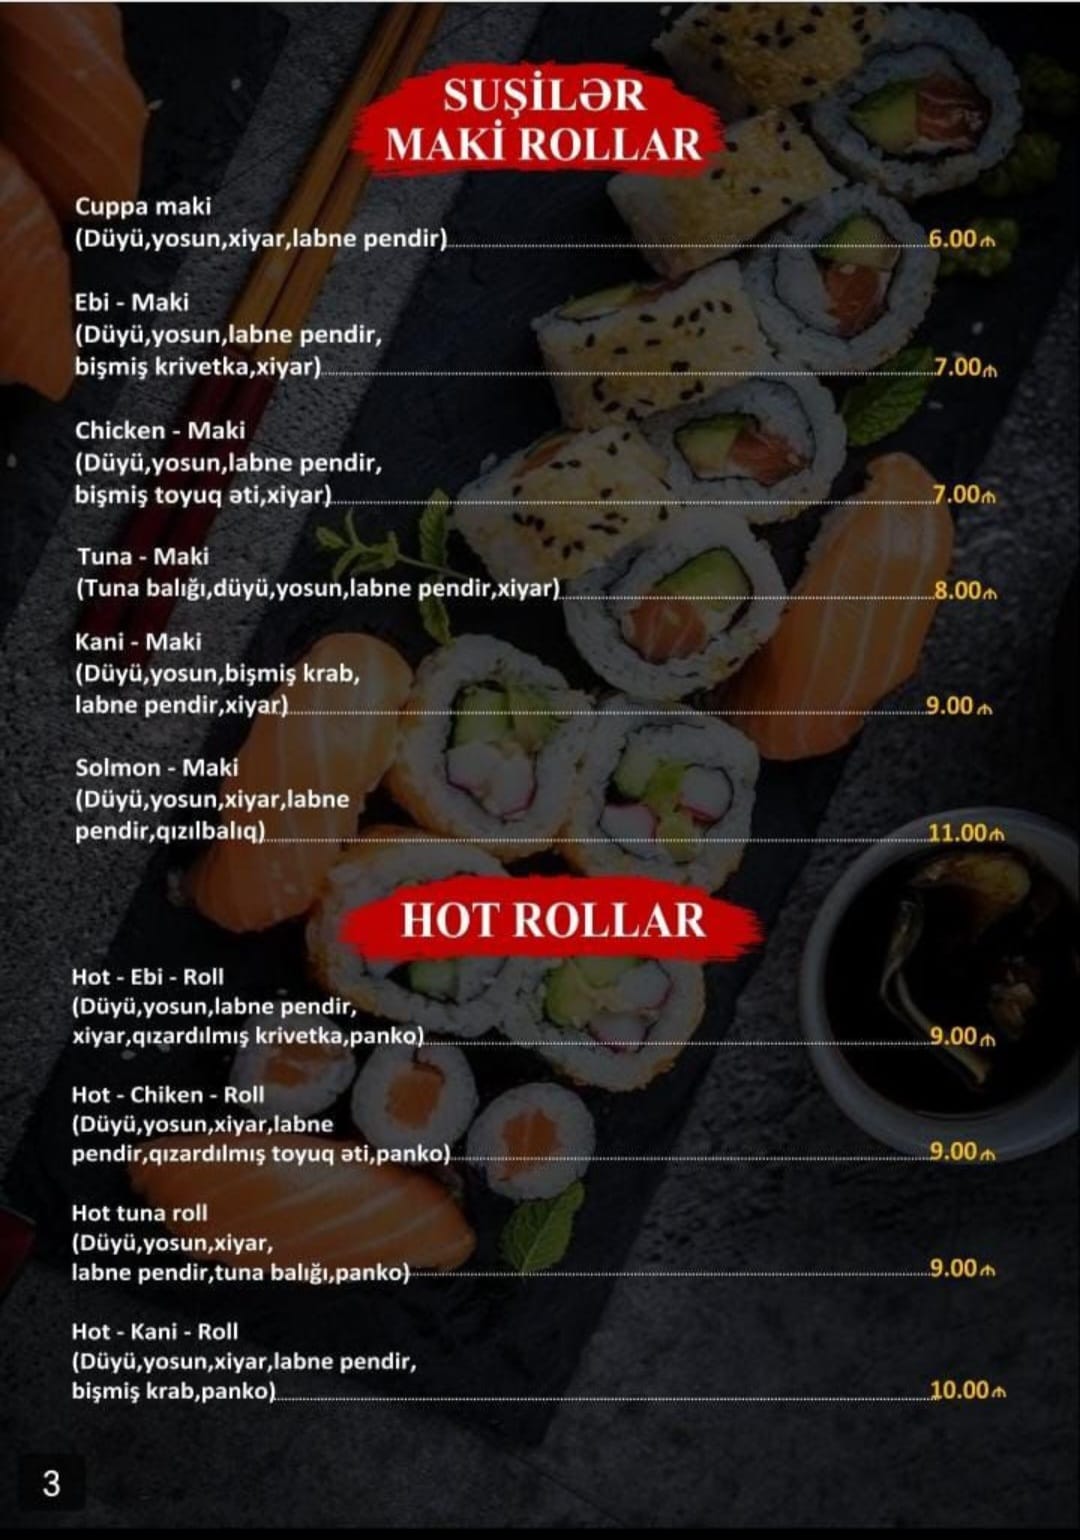 SUŞİLƏR
MAKİ ROLLAR
Cuppa maki
(Düyü,yosun,xiyar,labne pendir) 6.00₼
Ebi - Maki
(Düyü,yosun,labne pendir,
bişmiş krivetka,xiyar) 7.00₼
Chicken - Maki
(Düyü,yosun,labne pendir,
bişmiş toyuq əti,xiyar) 7.00₼
Tuna - Maki
(Tuna balığı,düyü,yosun,labne pendir,xiyar) 8.00₼
Kani - Maki
(Düyü,yosun,bişmiş krab,
labne pendir,xiyar) 9.00₼
Solmon - Maki
(Düyü,yosun,xiyar,labne
pendir,qızılbalıq) 11.00₼
HOT ROLLAR
Hot - Ebi - Roll
(Düyü,yosun,labne pendir,
xiyar,qızardılmış krivetka,panko) 9.00₼
Hot - Chiken - Roll
(Düyü,yosun,xiyar,labne
pendir,qızardılmış toyuq əti,panko) 9.00₼
Hot tuna roll
(Düyü,yosun,xiyar,
labne pendir,tuna balığı,panko) 9.00₼
Hot - Kani - Roll
(Düyü,yosun,xiyar,labne pendir,
bişmiş krab,panko) 10.00₼
3